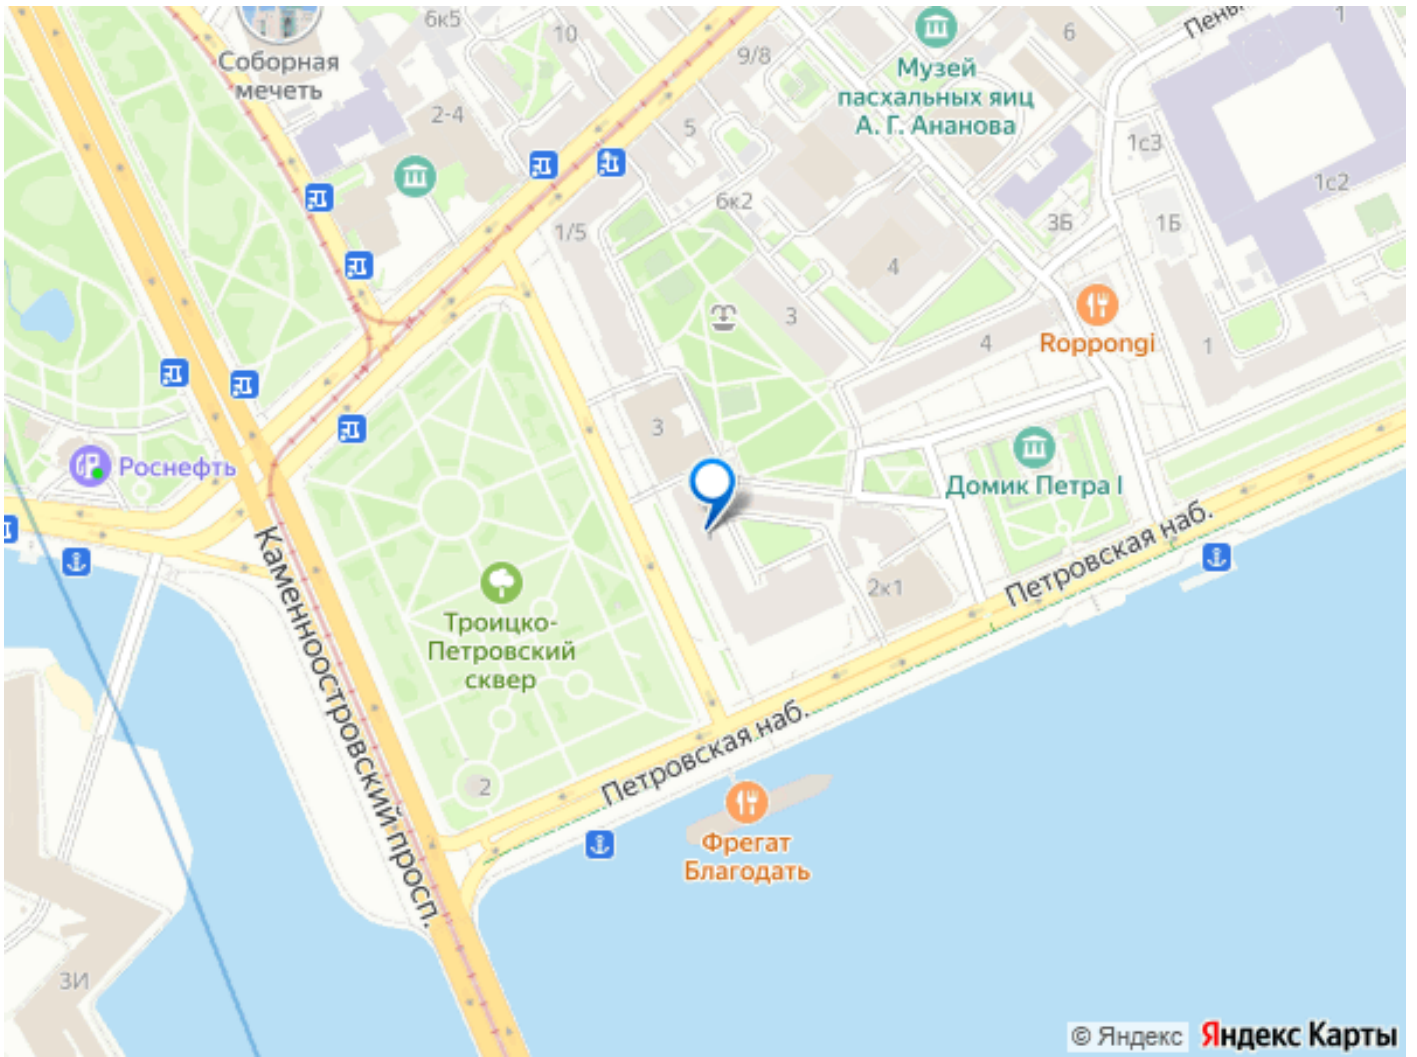 6к5
10
Соборная
мечеть
2-4
9/8
5
Музей
пасхальных яиц
А. Г. Ананова
6
1
1с3
1с2
1/5
6к2
3Б
1Б
4
3
4
Roppongi
1
Роснефть
3
Домик Петра I
Петровская наб.
2к1
Каменноостровский просп.
Троицко-
Петровский
сквер
Петровская наб.
2
Фрегат
Благодать
3И
© Яндекс
Яндекс Карты